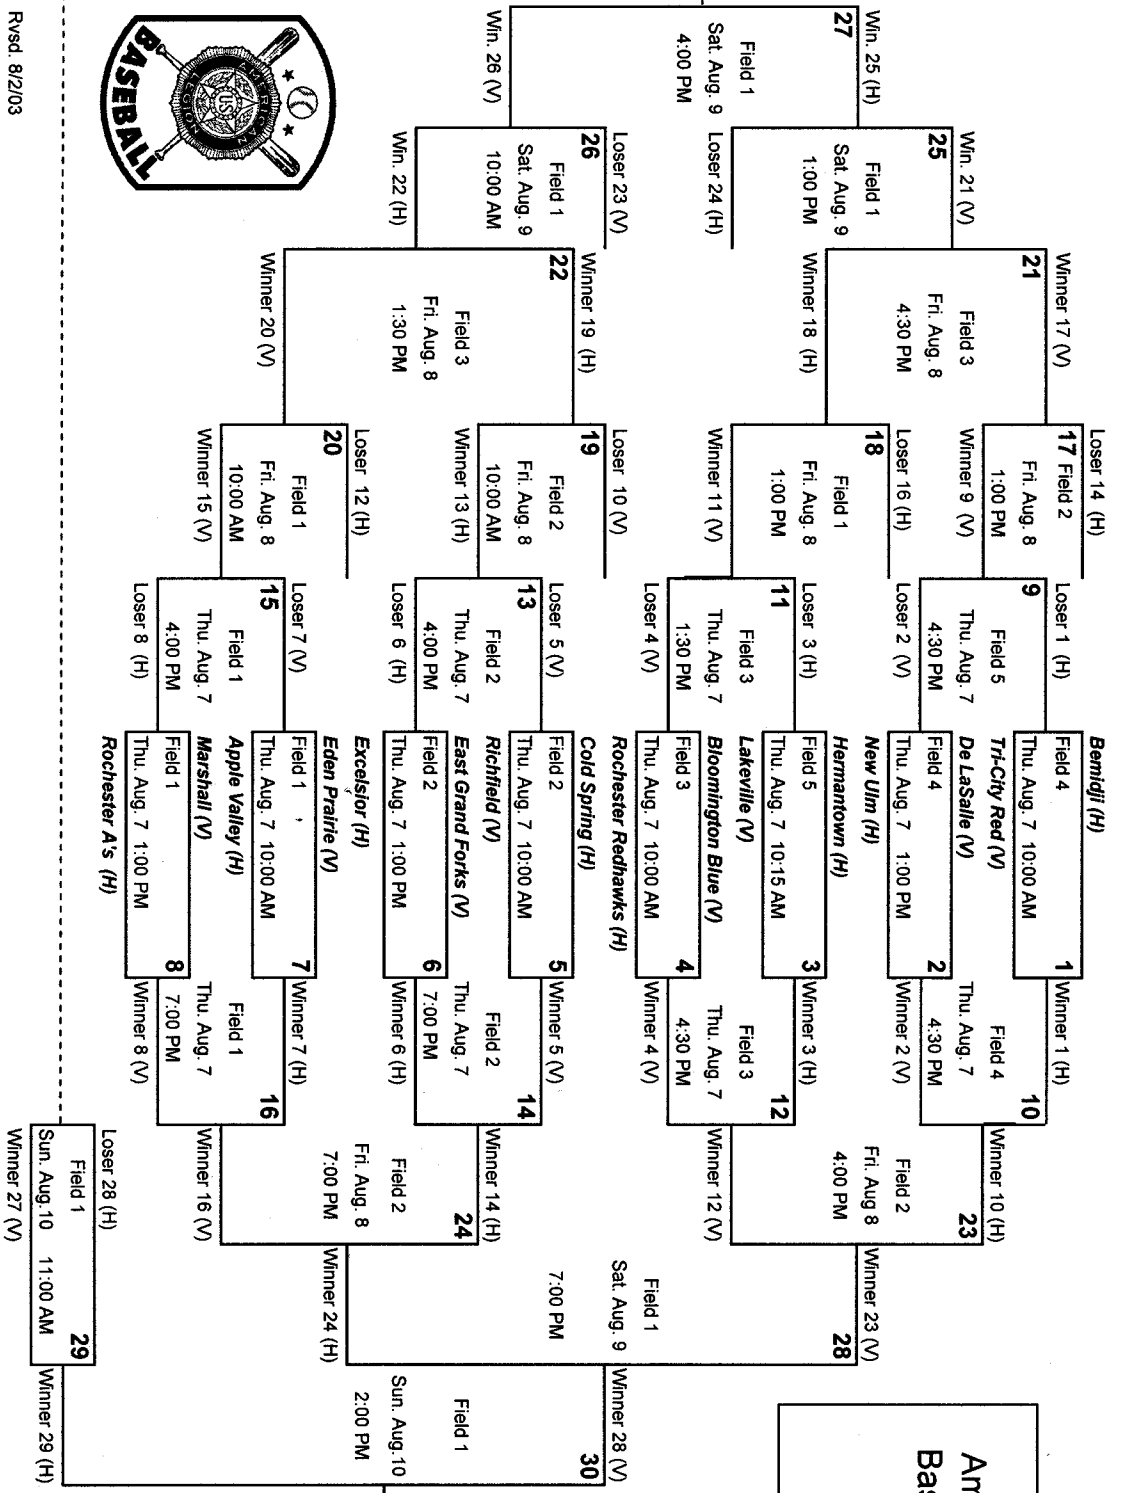 Am
Bas
Win. 25 (H)
27
Field 1
Sat. Aug. 9
4:00 PM
Win. 26 (V)
Win. 21 (V)
25
Field 1
Sat. Aug. 9
1:00 PM
Loser 24 (H)
Loser 23 (V)
26
Field 1
Sat. Aug. 9
10:00 AM
Win. 22 (H)
Winner 17 (V)
21
Field 3
Fri. Aug. 8
4:30 PM
Winner 18 (H)
Winner 19 (H)
22
Field 3
Fri. Aug. 8
1:30 PM
Winner 20 (V)
Loser 14 (H)
17 Field 2
Fri. Aug. 8
1:00 PM
Winner 9 (V)
Loser 16 (H)
18
Field 1
Fri. Aug. 8
1:00 PM
Winner 11 (V)
Loser 10 (V)
19
Field 2
Fri. Aug. 8
10:00 AM
Winner 13 (H)
Loser 12 (H)
20
Field 1
Fri. Aug. 8
10:00 AM
Winner 15 (V)
Loser 1 (H)
9
Field 5
Thu. Aug. 7
4:30 PM
Loser 2 (V)
Loser 3 (H)
11
Field 3
Thu. Aug. 7
1:30 PM
Loser 4 (V)
Loser 5 (V)
13
Field 2
Thu. Aug. 7
4:00 PM
Loser 6 (H)
Loser 7 (V)
15
Field 1
Thu. Aug. 7
4:00 PM
Loser 8 (H)
Bemidji (H)
Field 4
Thu. Aug. 7 10:00 AM
1
Tri-City Red (V)
De LaSalle (V)
Field 4
Thu. Aug. 7 1:00 PM
2
New Ulm (H)
Hermantown (H)
Field 5
Thu. Aug. 7 10:15 AM
3
Lakeville (V)
Bloomington Blue (V)
Field 3
Thu. Aug. 7 10:00 AM
4
Rochester Redhawks (H)
Cold Spring (H)
Field 2
Thu. Aug. 7 10:00 AM
5
Richfield (V)
East Grand Forks (V)
Field 2
Thu. Aug. 7 1:00 PM
6
Excelsior (H)
Eden Prairie (V)
Field 1
Thu. Aug. 7 10:00 AM
7
Apple Valley (H)
Marshall (V)
Field 1
Thu. Aug. 7 1:00 PM
8
Rochester A's (H)
Winner 1 (H)
10
Field 4
Thu. Aug. 7
4:30 PM
Winner 2 (V)
Winner 3 (H)
12
Field 3
Thu. Aug. 7
4:30 PM
Winner 4 (V)
Winner 5 (V)
14
Field 2
Thu. Aug. 7
7:00 PM
Winner 6 (H)
Winner 7 (H)
16
Field 1
Thu. Aug. 7
7:00 PM
Winner 8 (V)
Winner 10 (H)
23
Field 2
Fri. Aug 8
4:00 PM
Winner 12 (V)
Winner 14 (H)
24
Field 2
Fri. Aug. 8
7:00 PM
Winner 16 (V)
Winner 23 (V)
28
Field 1
Sat. Aug. 9
7:00 PM
Winner 24 (H)
Loser 28 (H)
Field 1
29
Sun. Aug.10 11:00 AM
Winner 27 (V)
Winner 28 (V)
30
Field 1
Sun. Aug.10
2:00 PM
Winner 29 (H)
AMERICAN
US
LEGION
BASEBALL
Rvsd. 8/2/03